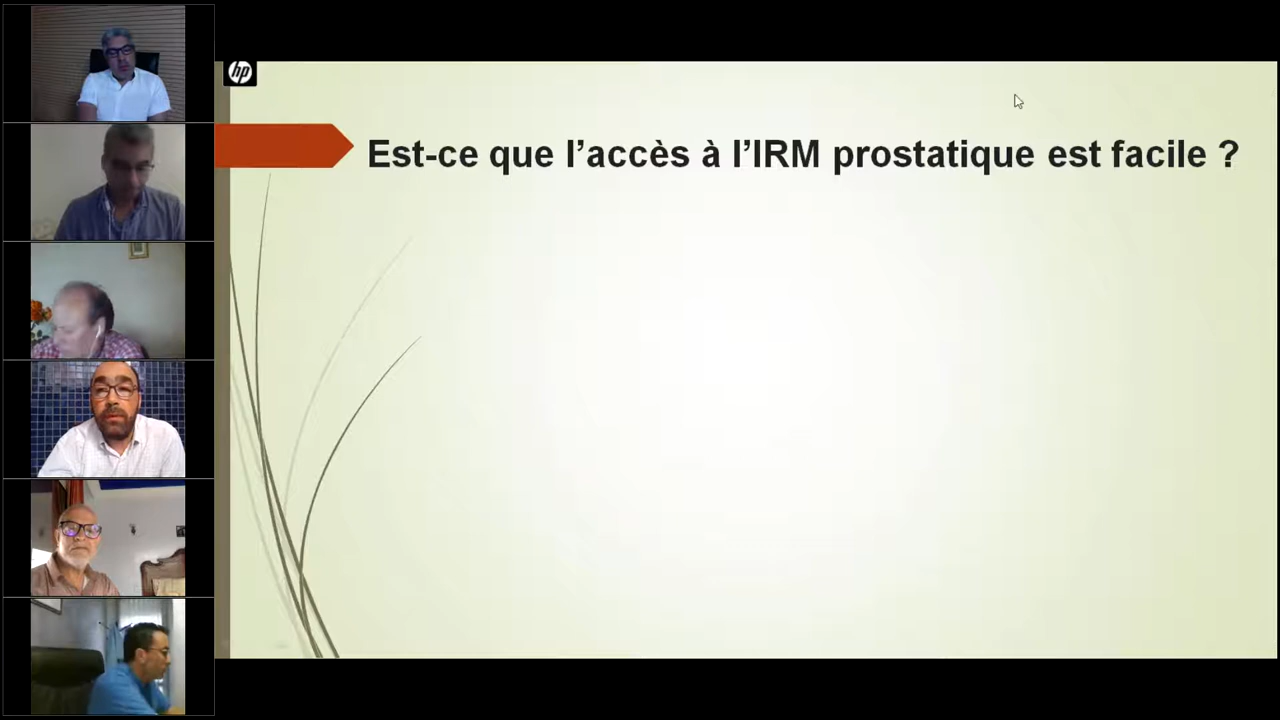 hp
Est-ce que l’accès à l’IRM prostatique est facile ?